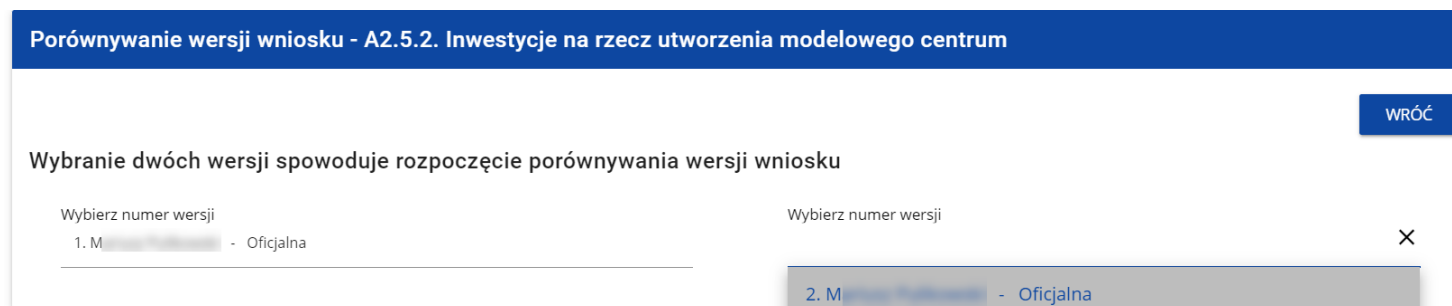 Porównywanie wersji wniosku - A2.5.2. Inwestycje na rzecz utworzenia modelowego centrum
WRÓĆ
Wybranie dwóch wersji spowoduje rozpoczęcie porównywania wersji wniosku
Wybierz numer wersji
1. - Oficjalna
Wybierz numer wersji
2. - Oficjalna